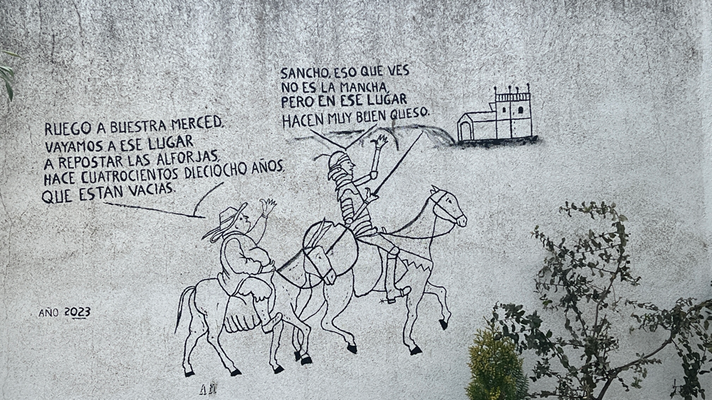 SANCHO, ESO QUE VES
NO ES LA MANCHA,
PERO EN ESE LUGAR
HACEN MUY BUEN QUESO.
RUEGO A BUESTRA MERCED,
VAYAMOS A ESE LUGAR
A REPOSTAR LAS ALFORJAS,
HACE CUATROCIENTOS DIECIOCHO AÑOS,
QUE ESTAN VACIAS.
AÑO 2023